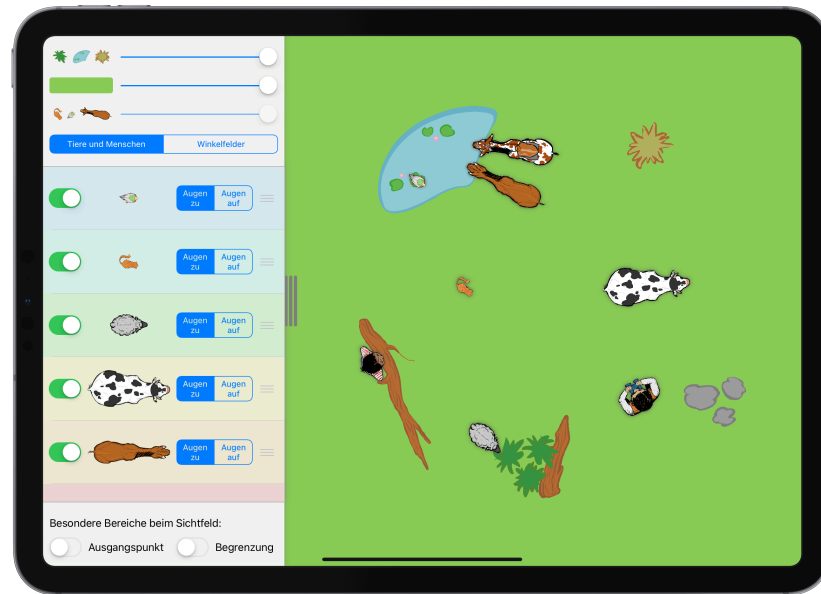 Tiere und Menschen
Winkelfelder
Augen
zu
Augen
auf
Augen
zu
Augen
auf
Augen
zu
Augen
auf
Augen
zu
Augen
auf
Augen
zu
Augen
auf
Besondere Bereiche beim Sichtfeld:
Ausgangspunkt
Begrenzung